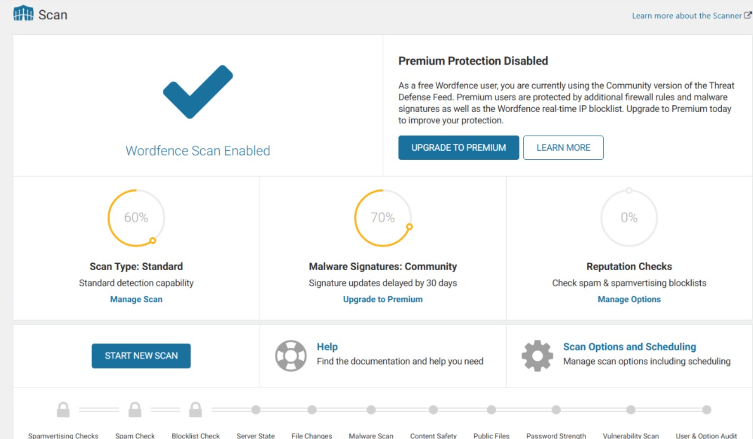 Scan
Learn more about the Scanner
Premium Protection Disabled
As a free Wordfence user, you are currently using the Community version of the Threat
Defense Feed. Premium users are protected by additional firewall rules and malware
signatures as well as the Wordfence real-time IP blocklist. Upgrade to Premium today
to improve your protection.
UPGRADE TO PREMIUM
LEARN MORE
Wordfence Scan Enabled
60%
Scan Type: Standard
Standard detection capability
Manage Scan
70%
Malware Signatures: Community
Signature updates delayed by 30 days
Upgrade to Premium
0%
Reputation Checks
Check spam & spamvertising blocklists
Manage Options
START NEW SCAN
Help
Find the documentation and help you need
Scan Options and Scheduling
Manage scan options including scheduling
Spamvertising Checks
Spam Check
Blocklist Check
Server State
File Changes
Malware Scan
Content Safety
Public Files
Password Strength
Vulnerability Scan
User & Option Audit